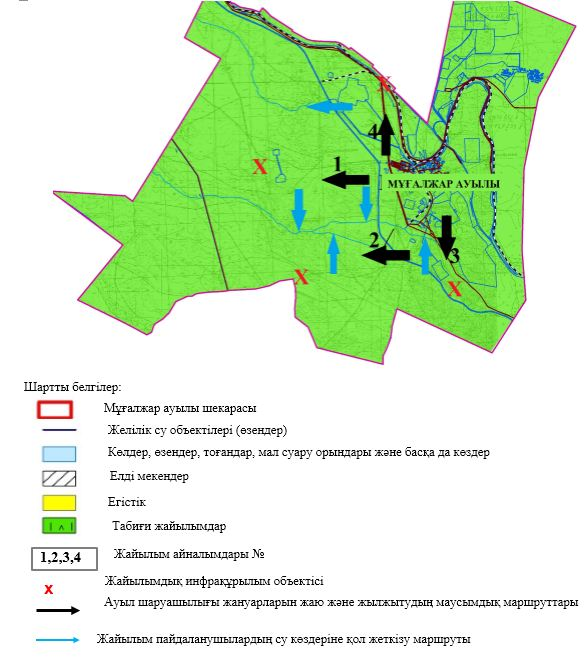 4
1
МҰҒАЛЖАР АУЫЛЫ
2
3
Шартты белгілер:
Мұғалжар ауылы шекарасы
Желілік су объектілері (өзендер)
Көлдер, өзендер, тоғандар, мал суару орындары және басқа да көздер
Елді мекендер
Егістік
Табиғи жайылымдар
1,2,3,4 Жайылым айналымдары №
Х Жайылымдық инфрақұрылым объектісі
Ауыл шаруашылығы жануарларын жаю және жылжытудың маусымдық маршруттары
Жайылым пайдаланушылардың су көздеріне қол жеткізу маршруты